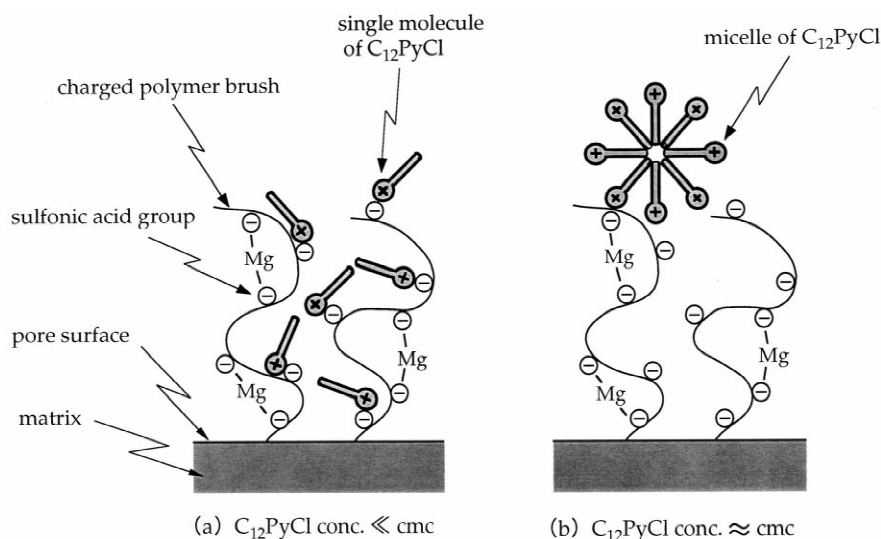 single molecule
of C₁₂PyCl
micelle of C₁₂PyCl
charged polymer brush
sulfonic acid group
Mg
Mg
pore surface
Mg
Mg
Mg
Mg
matrix
(a) C₁₂PyCl conc. ≪ cmc
(b) C₁₂PyCl conc. ≈ cmc